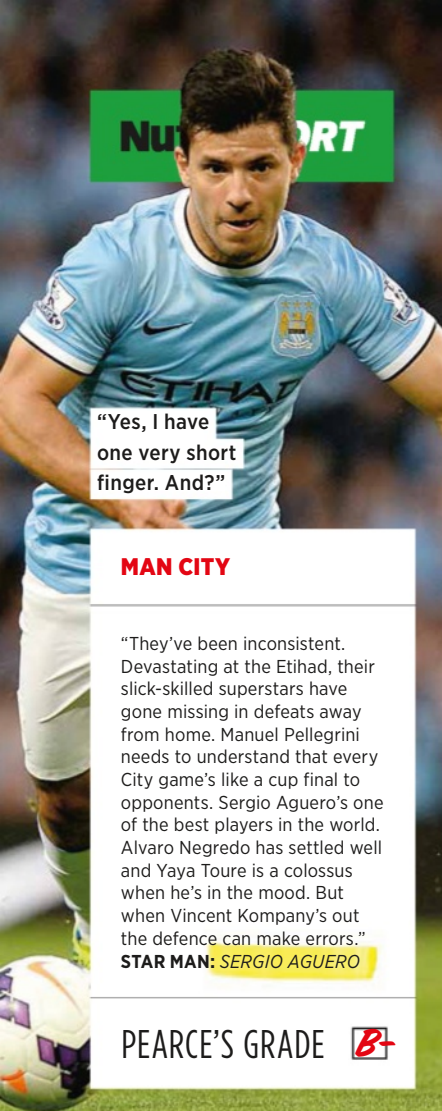 Nu
ORT
ETIHAD
“Yes, I have
one very short
finger. And?”
MAN CITY
“They’ve been inconsistent.
Devastating at the Etihad, their
slick-skilled superstars have
gone missing in defeats away
from home. Manuel Pellegrini
needs to understand that every
City game’s like a cup final to
opponents. Sergio Aguero’s one
of the best players in the world.
Alvaro Negredo has settled well
and Yaya Toure is a colossus
when he’s in the mood. But
when Vincent Kompany’s out
the defence can make errors.”
STAR MAN: SERGIO AGUERO
PEARCE’S GRADE B-